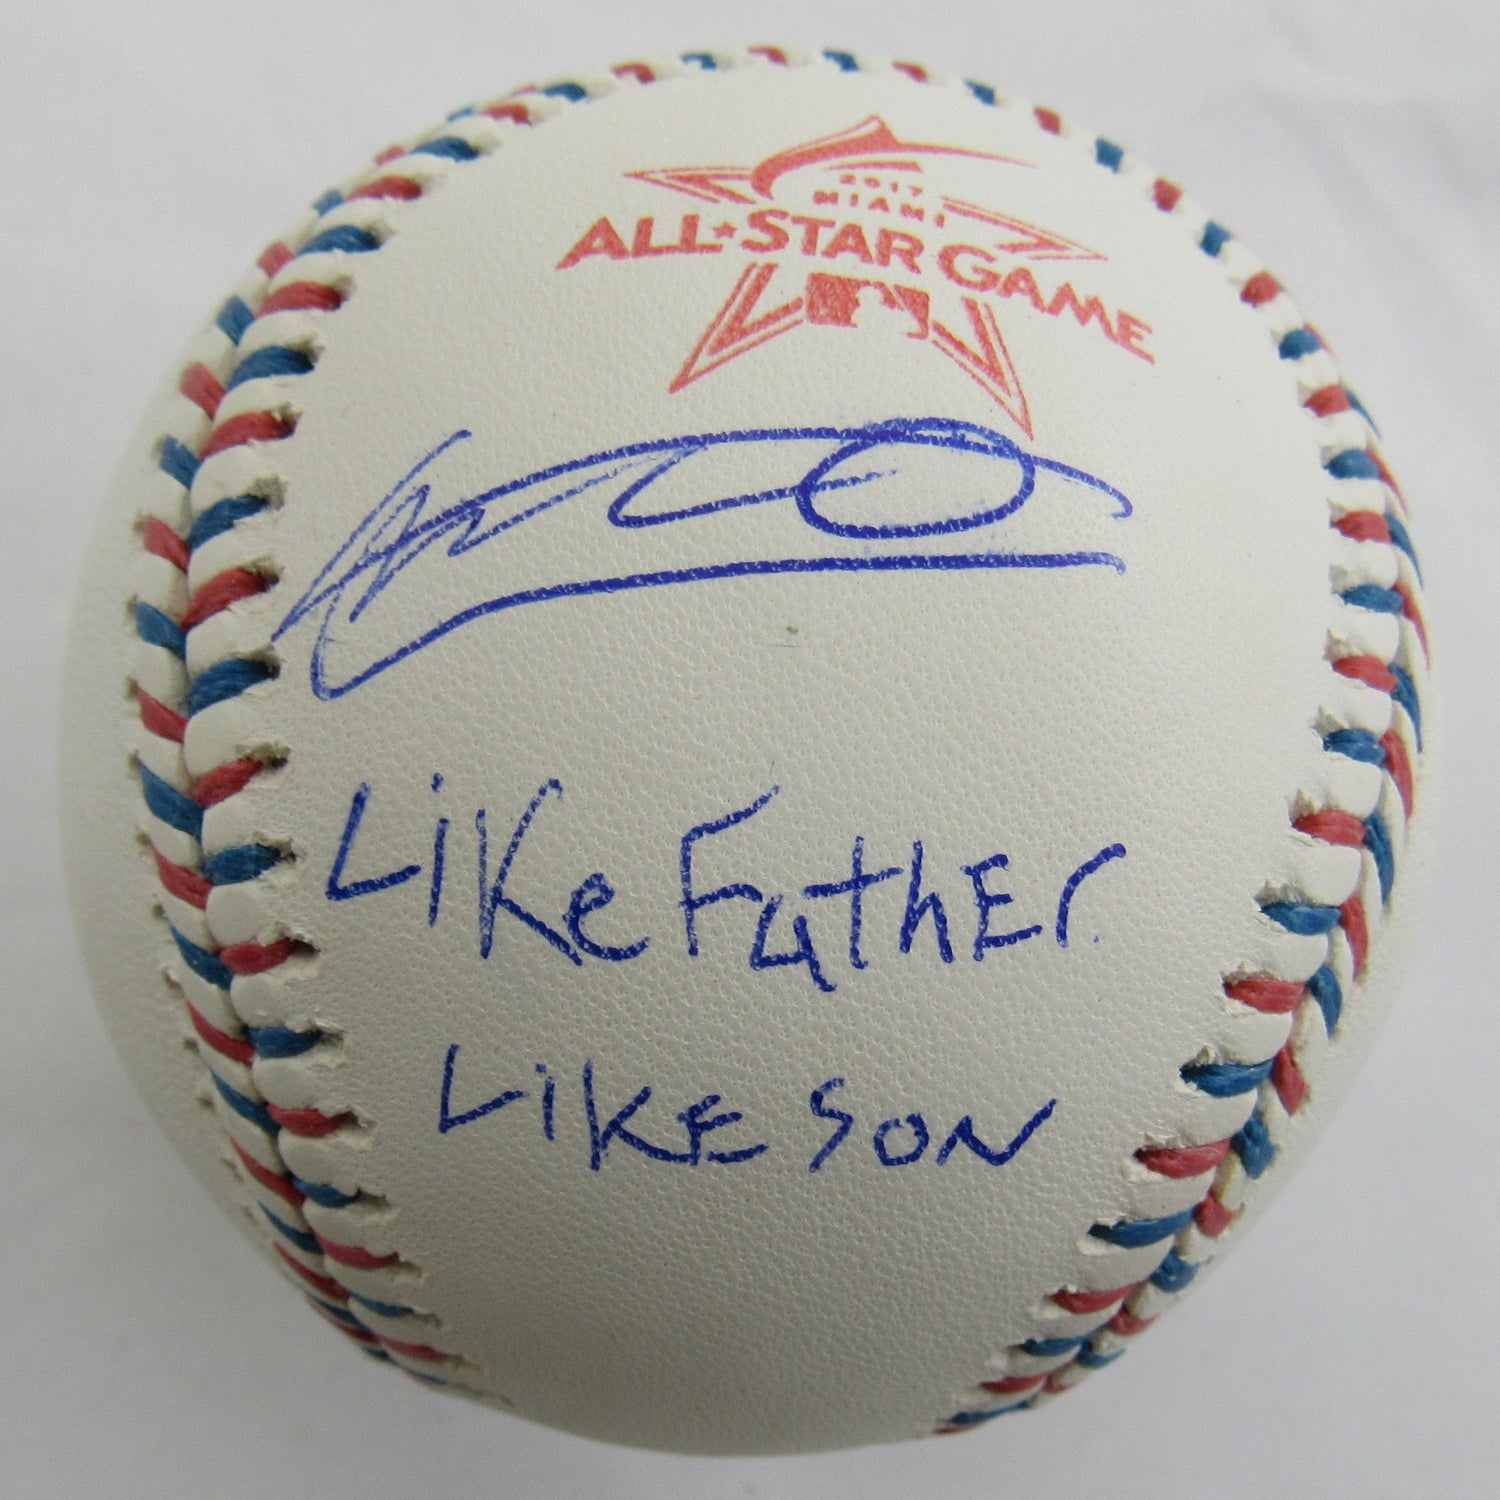 2017
MIAMI
ALL★STAR GAME
LiKe Father
LiKE SON